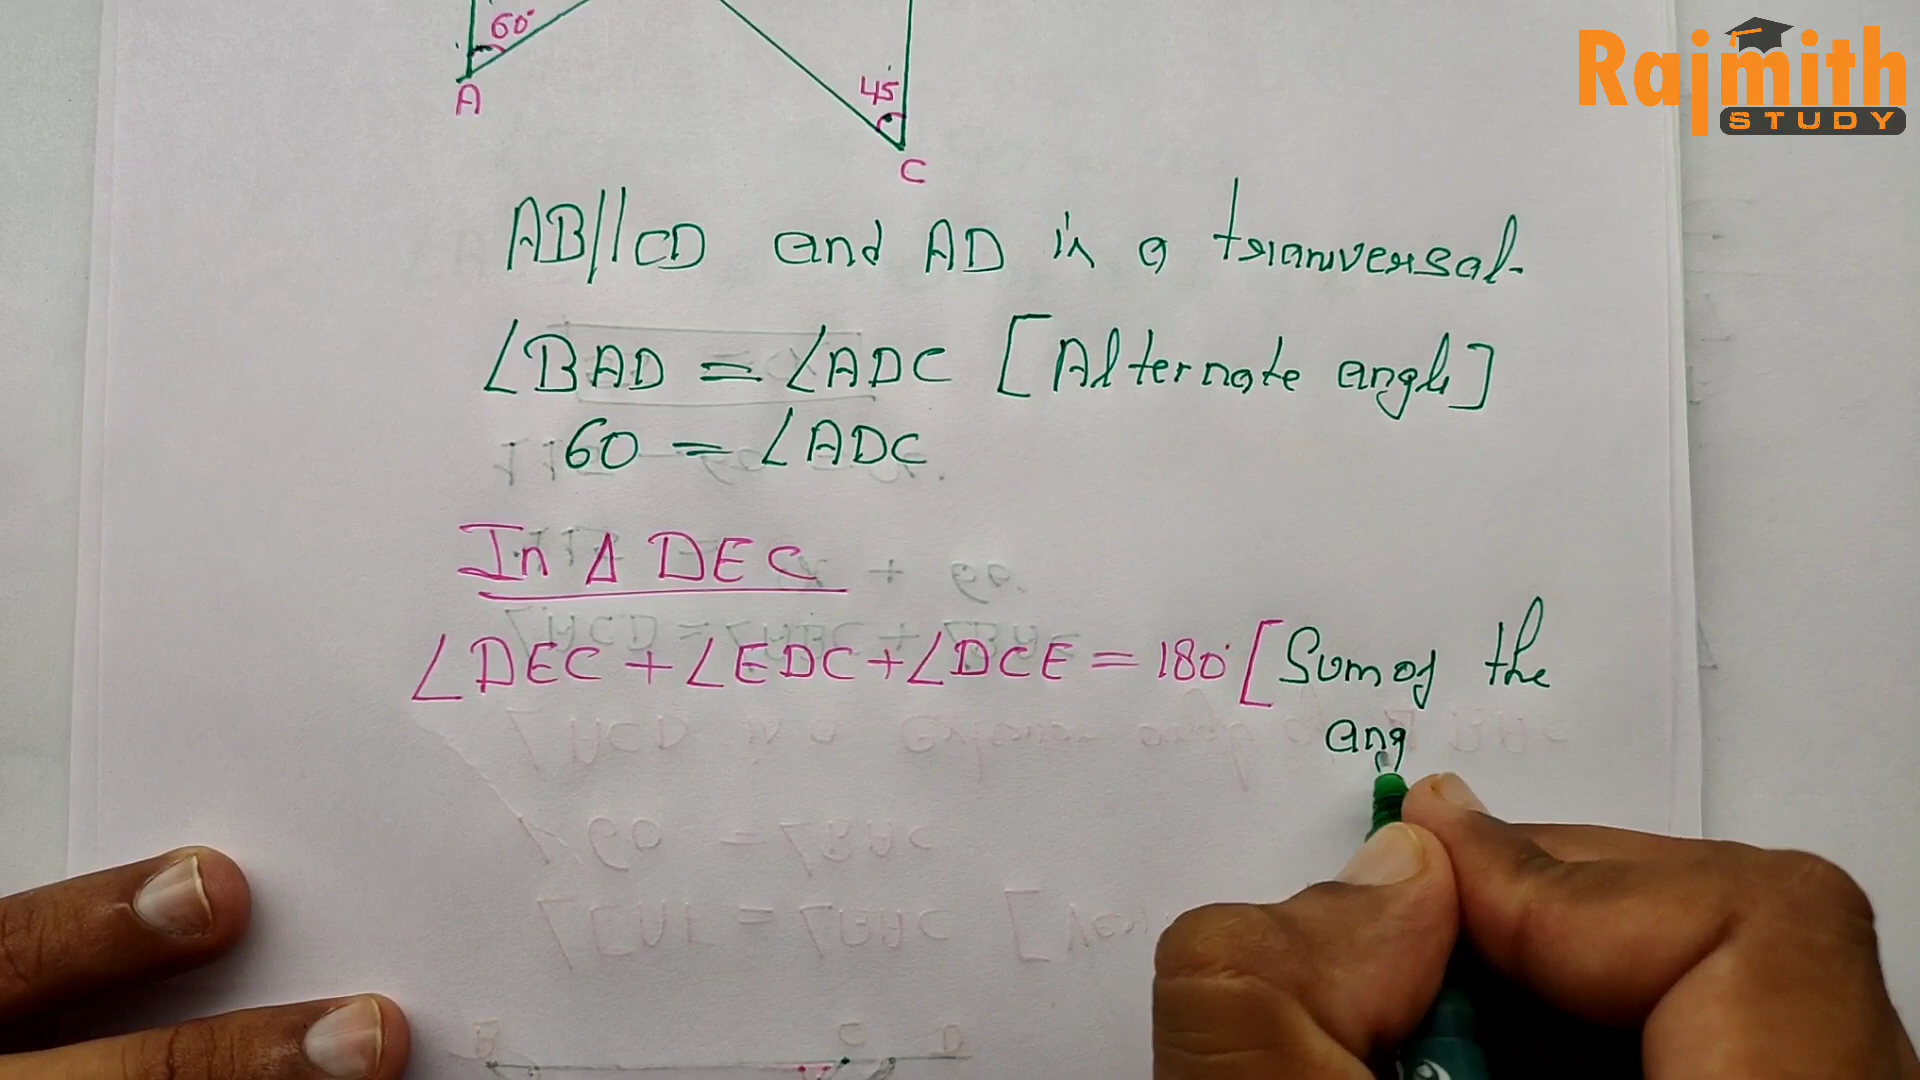 60°
45
A
C
Rajmith
STUDY
AB//CD and AD is a tranversal.
∠BAD = ∠ADC [Alternate angle]
60 = ∠ADC
In Δ DEC
∠DEC + ∠EDC + ∠DCE = 180° [Sum of the
ang